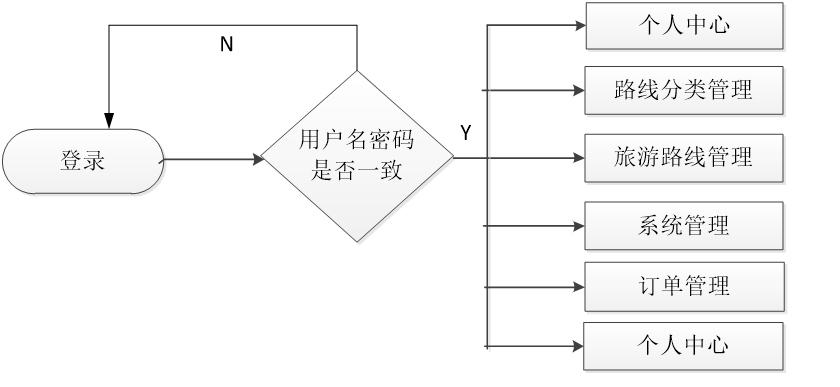 N
个人中心
路线分类管理
登录
用户名密码
是否一致
Y
旅游路线管理
系统管理
订单管理
个人中心